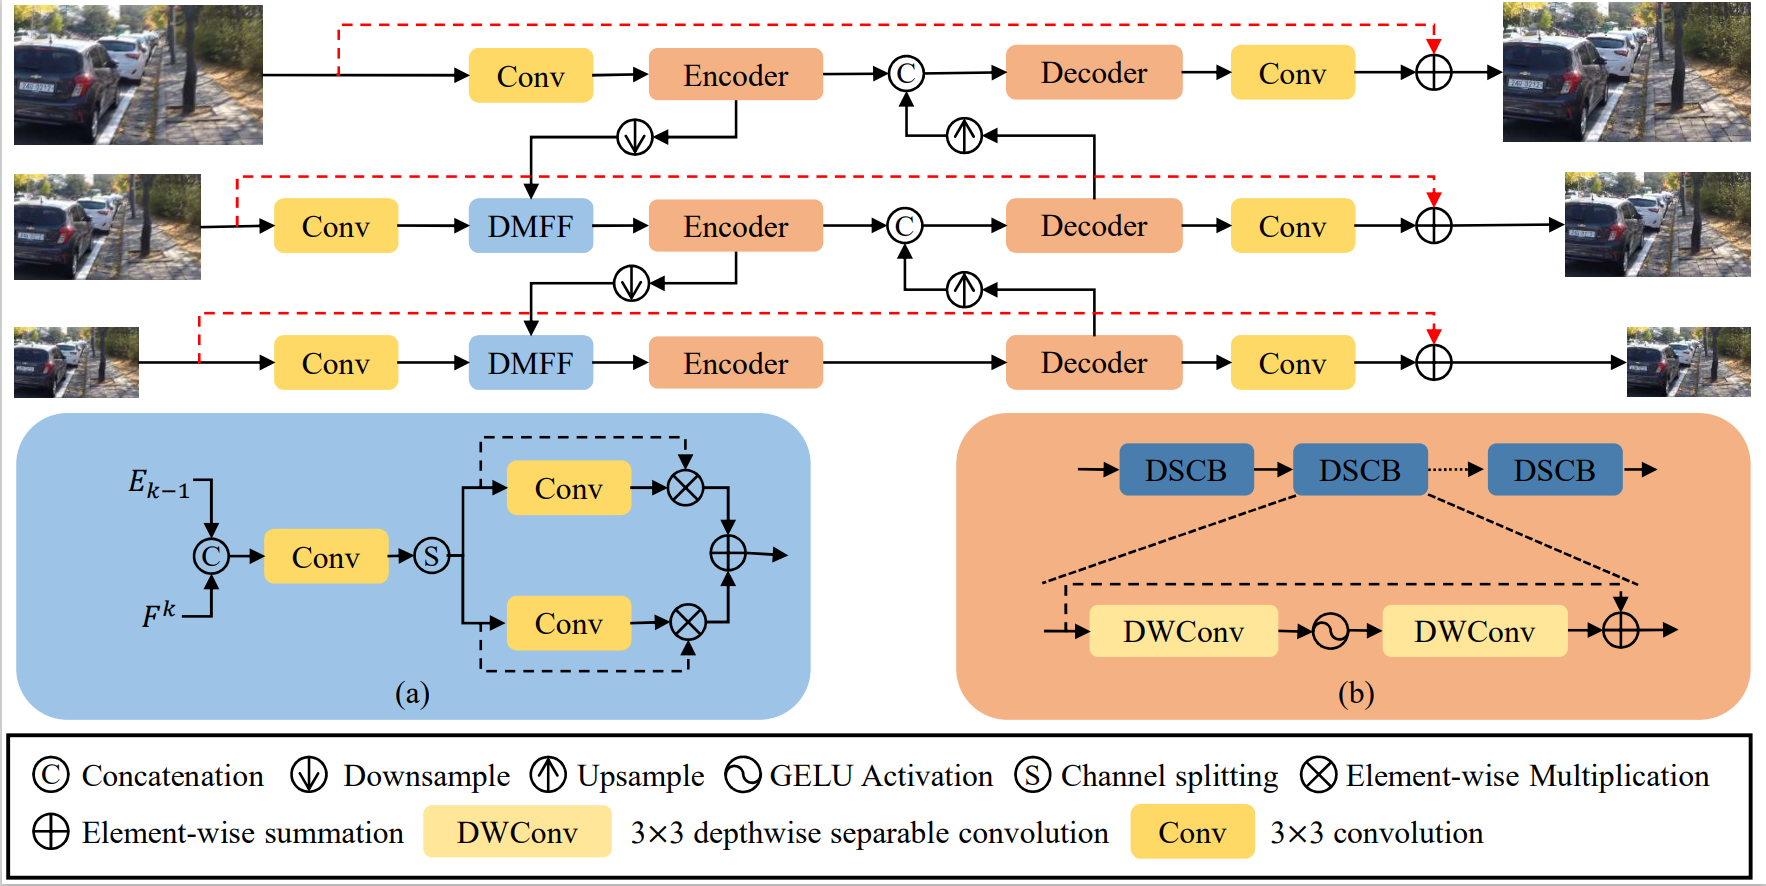 Conv Encoder C Decoder Conv
Conv DMFF Encoder C Decoder Conv
Conv DMFF Encoder Decoder Conv
E_{k-1}
C Conv S
F^k
Conv
Conv
(a)
DSCB DSCB DSCB
DWConv DWConv
(b)
C Concatenation Downsample Upsample GELU Activation S Channel splitting Element-wise Multiplication
Element-wise summation DWConv 3×3 depthwise separable convolution Conv 3×3 convolution